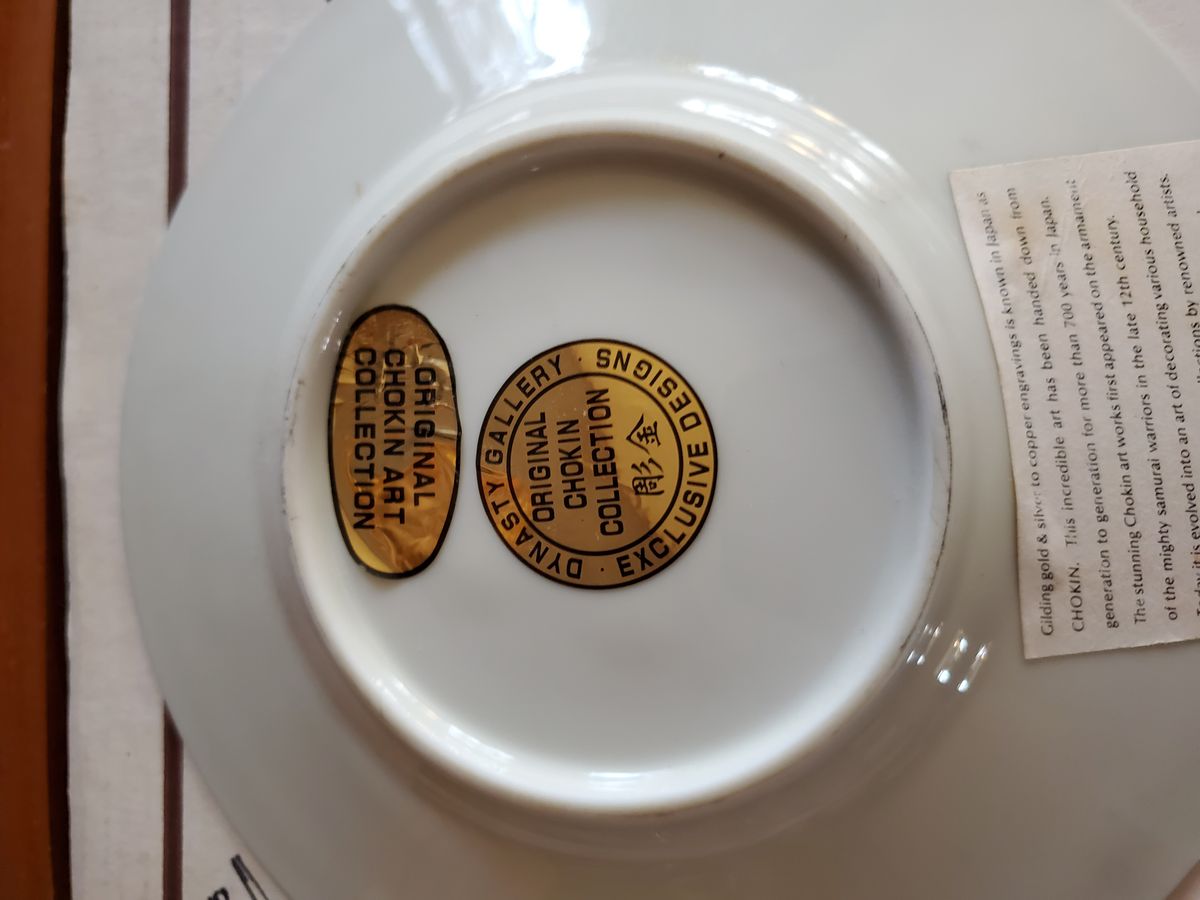 ORIGINAL
CHOKIN ART
COLLECTION
DYNASTY GALLERY · EXCLUSIVE DESIGNS ·
ORIGINAL
CHOKIN
COLLECTION
彫金
Gilding gold & silver to copper engravings is known in Japan as
CHOKIN. This incredible art has been handed down from
generation to generation for more than 700 years in Japan.
The stunning Chokin art works first appeared on the armament
of the mighty samurai warriors in the late 12th century.
Today it is evolved into an art of decorating various household
by renowned artists.